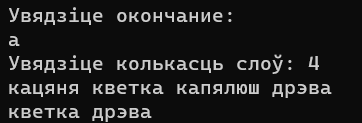 Увядзіце окончание:
а
Увядзіце колькасць слоў: 4
кацяня кветка капялюш дрэва
кветка дрэва